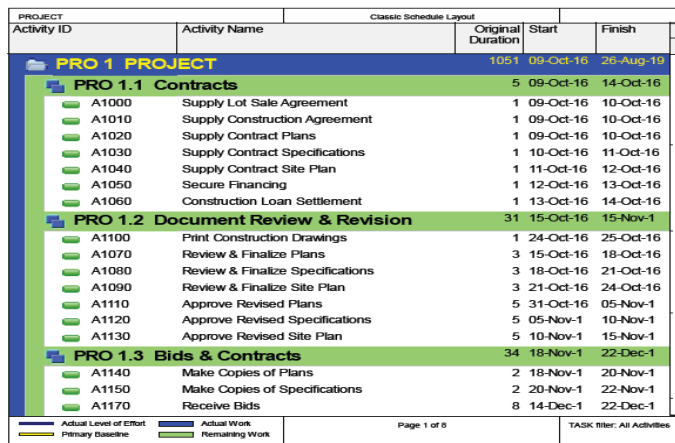 PROJECT Classic Schedule Layout
Activity ID Activity Name Original Duration Start Finish
PRO 1 PROJECT 1051 09-Oct-16 26-Aug-19
PRO 1.1 Contracts 5 09-Oct-16 14-Oct-16
A1000 Supply Lot Sale Agreement 1 09-Oct-16 10-Oct-16
A1010 Supply Construction Agreement 1 09-Oct-16 10-Oct-16
A1020 Supply Contract Plans 1 09-Oct-16 10-Oct-16
A1030 Supply Contract Specifications 1 10-Oct-16 11-Oct-16
A1040 Supply Contract Site Plan 1 11-Oct-16 12-Oct-16
A1050 Secure Financing 1 12-Oct-16 13-Oct-16
A1060 Construction Loan Settlement 1 13-Oct-16 14-Oct-16
PRO 1.2 Document Review & Revision 31 15-Oct-16 15-Nov-1
A1100 Print Construction Drawings 1 24-Oct-16 25-Oct-16
A1070 Review & Finalize Plans 3 15-Oct-16 18-Oct-16
A1080 Review & Finalize Specifications 3 18-Oct-16 21-Oct-16
A1090 Review & Finalize Site Plan 3 21-Oct-16 24-Oct-16
A1110 Approve Revised Plans 5 31-Oct-16 05-Nov-1
A1120 Approve Revised Specifications 5 05-Nov-1 10-Nov-1
A1130 Approve Revised Site Plan 5 10-Nov-1 15-Nov-1
PRO 1.3 Bids & Contracts 34 18-Nov-1 22-Dec-1
A1140 Make Copies of Plans 2 18-Nov-1 20-Nov-1
A1150 Make Copies of Specifications 2 20-Nov-1 22-Nov-1
A1170 Receive Bids 8 14-Dec-1 22-Dec-1
Actual Level of Effort Actual Work Page 1 of 8 TASK filter: All Activities
Primary Baseline Remaining Work